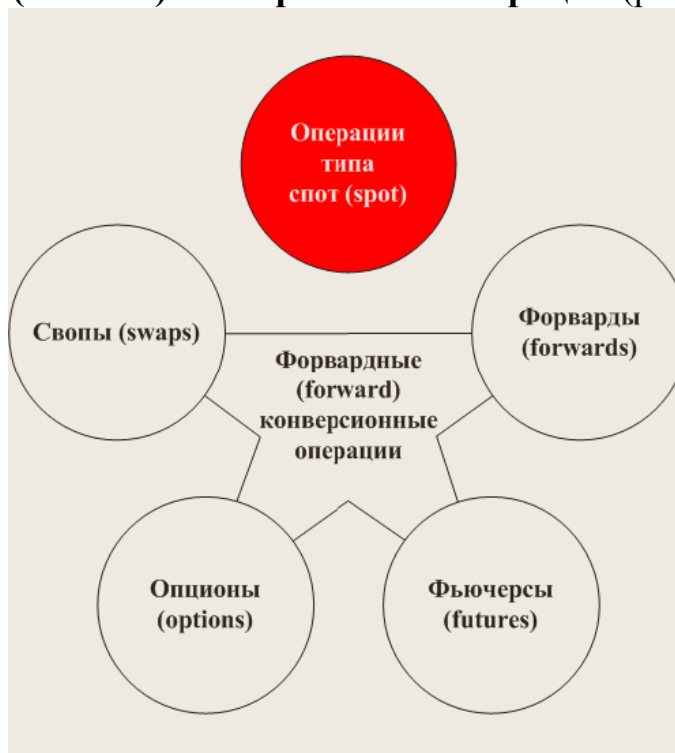 Операции
типа
спот (spot)
Свопы (swaps)
Форварды
(forwards)
Форвардные
(forward)
конверсионные
операции
Опционы
(options)
Фьючерсы
(futures)